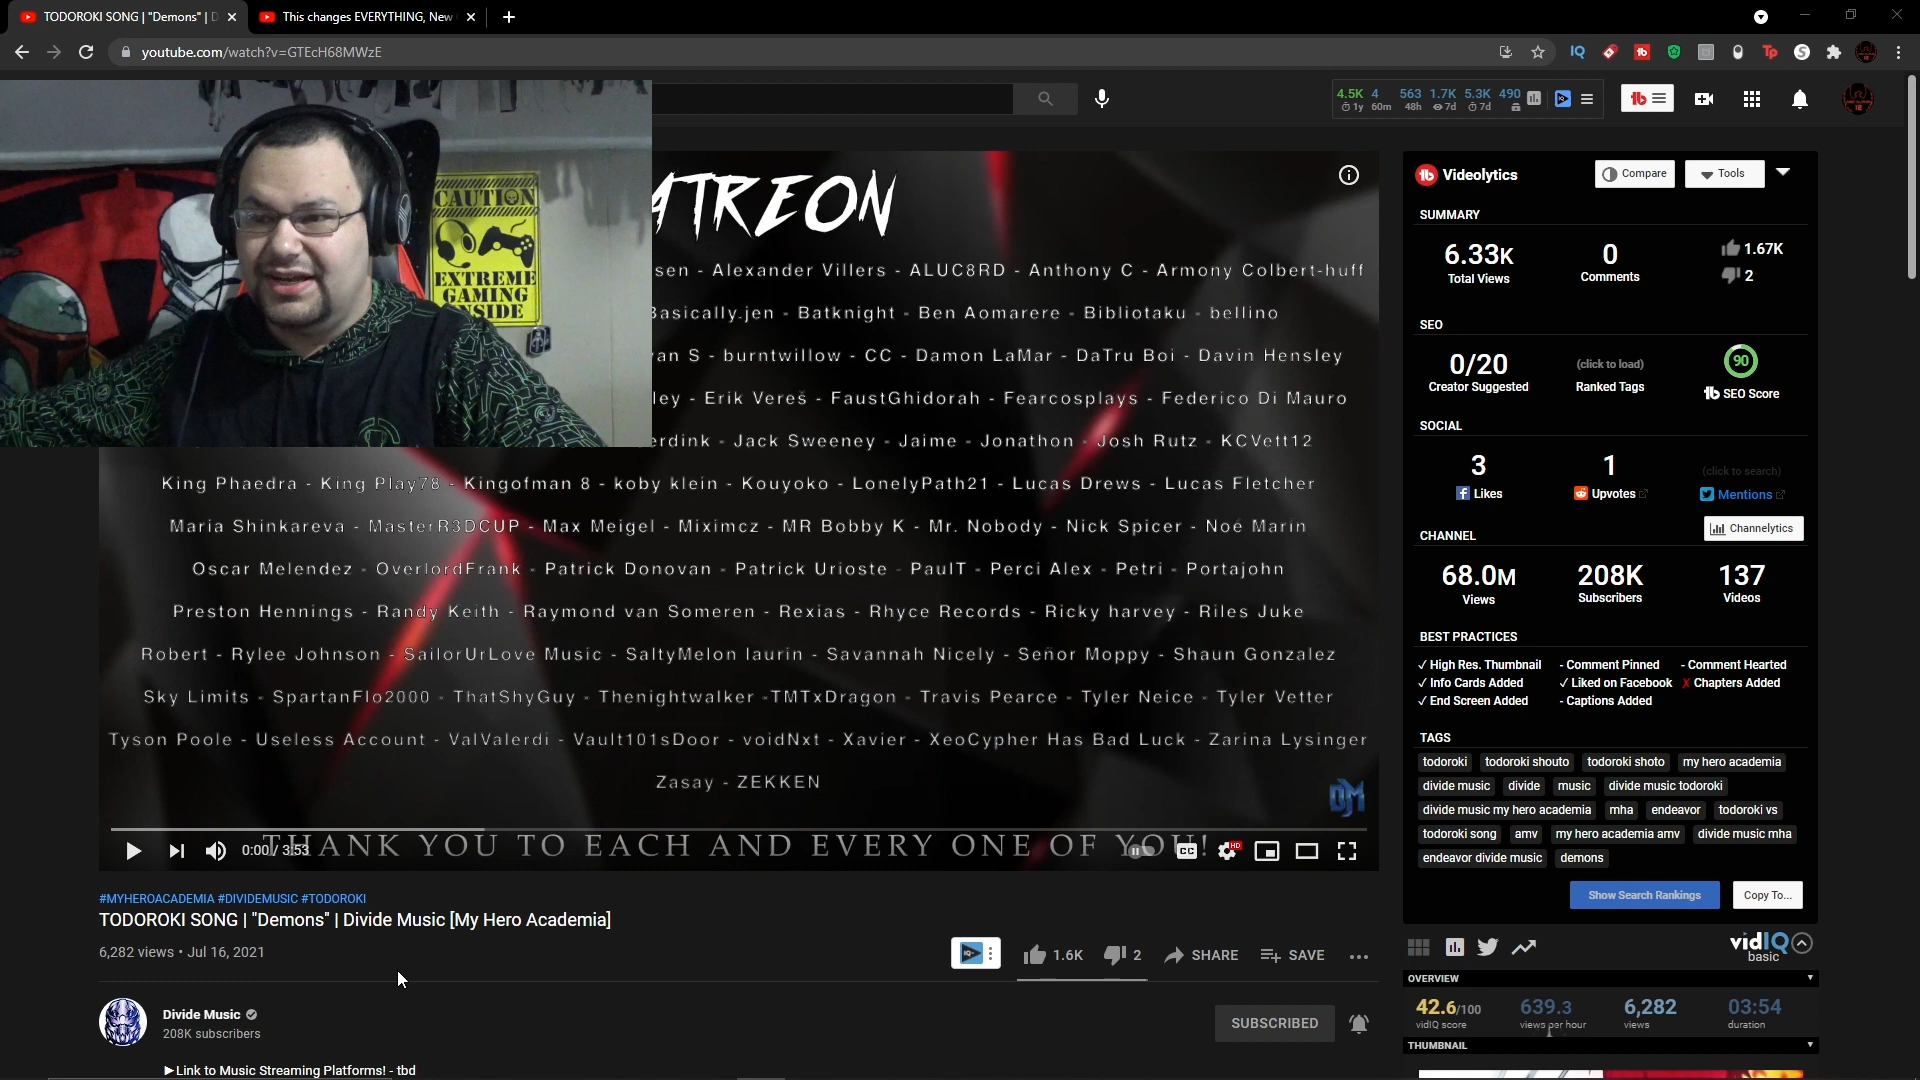 TODOROKI SONG | "Demons" | D
This changes EVERYTHING, New
youtube.com/watch?v=GTEcH68MWzE
4.5K 4 563 1.7K 5.3K 490
1y 60m 48h 7d 7d
CAUTION
EXTREME
GAMING
NSIDE
ATREON
sen - Alexander Villers - ALUC8RD - Anthony C - Armony Colbert-huff
Basically.jen - Batknight - Ben Aomarere - Bibliotaku - bellino
an S - burntwillow - CC - Damon LaMar - DaTru Boi - Davin Hensley
ley - Erik Vereš - FaustGhidorah - Fearcosplays - Federico Di Mauro
erdink - Jack Sweeney - Jaime - Jonathon - Josh Rutz - KCVett12
King Phaedra - King Play78 - Kingofman 8 - koby klein - Kouyoko - LonelyPath21 - Lucas Drews - Lucas Fletcher
Maria Shinkareva - MasterR3DCUP - Max Meigel - Miximcz - MR Bobby K - Mr. Nobody - Nick Spicer - Noé Marin
Oscar Melendez - OverlordFrank - Patrick Donovan - Patrick Urioste - PaulT - Perci Alex - Petri - Portajohn
Preston Hennings - Randy Keith - Raymond van Someren - Rexias - Rhyce Records - Ricky harvey - Riles Juke
Robert - Rylee Johnson - SailorUrLove Music - SaltyMelon laurin - Savannah Nicely - Señor Moppy - Shaun Gonzalez
Sky Limits - SpartanFlo2000 - ThatShyGuy - Thenightwalker -TMTxDragon - Travis Pearce - Tyler Neice - Tyler Vetter
Tyson Poole - Useless Account - ValValerdi - Vault101sDoor - voidNxt - Xavier - XeoCypher Has Bad Luck - Zarina Lysinger
Zasay - ZEKKEN
DM
THANK YOU TO EACH AND EVERY ONE OF YOU!
0:00 / 3:53
CC
HD
#MYHEROACADEMIA #DIVIDEMUSIC #TODOROKI
TODOROKI SONG | "Demons" | Divide Music [My Hero Academia]
6,282 views • Jul 16, 2021
1.6K 2 SHARE SAVE
Divide Music
208K subscribers
SUBSCRIBED
►Link to Music Streaming Platforms! - tbd
Videolytics
Compare
Tools
SUMMARY
6.33K 0 1.67K
Total Views Comments 2
SEO
0/20 (click to load) 90
Creator Suggested Ranked Tags SEO Score
SOCIAL
3 1 (click to search)
Likes Upvotes Mentions
Channelytics
CHANNEL
68.0M 208K 137
Views Subscribers Videos
BEST PRACTICES
✓ High Res. Thumbnail - Comment Pinned - Comment Hearted
✓ Info Cards Added ✓ Liked on Facebook ✗ Chapters Added
✓ End Screen Added - Captions Added
TAGS
todoroki todoroki shouto todoroki shoto my hero academia
divide music divide music divide music todoroki
divide music my hero academia mha endeavor todoroki vs
todoroki song amv my hero academia amv divide music mha
endeavor divide music demons
Show Search Rankings
Copy To...
vidIQ
basic
OVERVIEW
42.6/100 639.3 6,282 03:54
vidIQ score views per hour views duration
THUMBNAIL